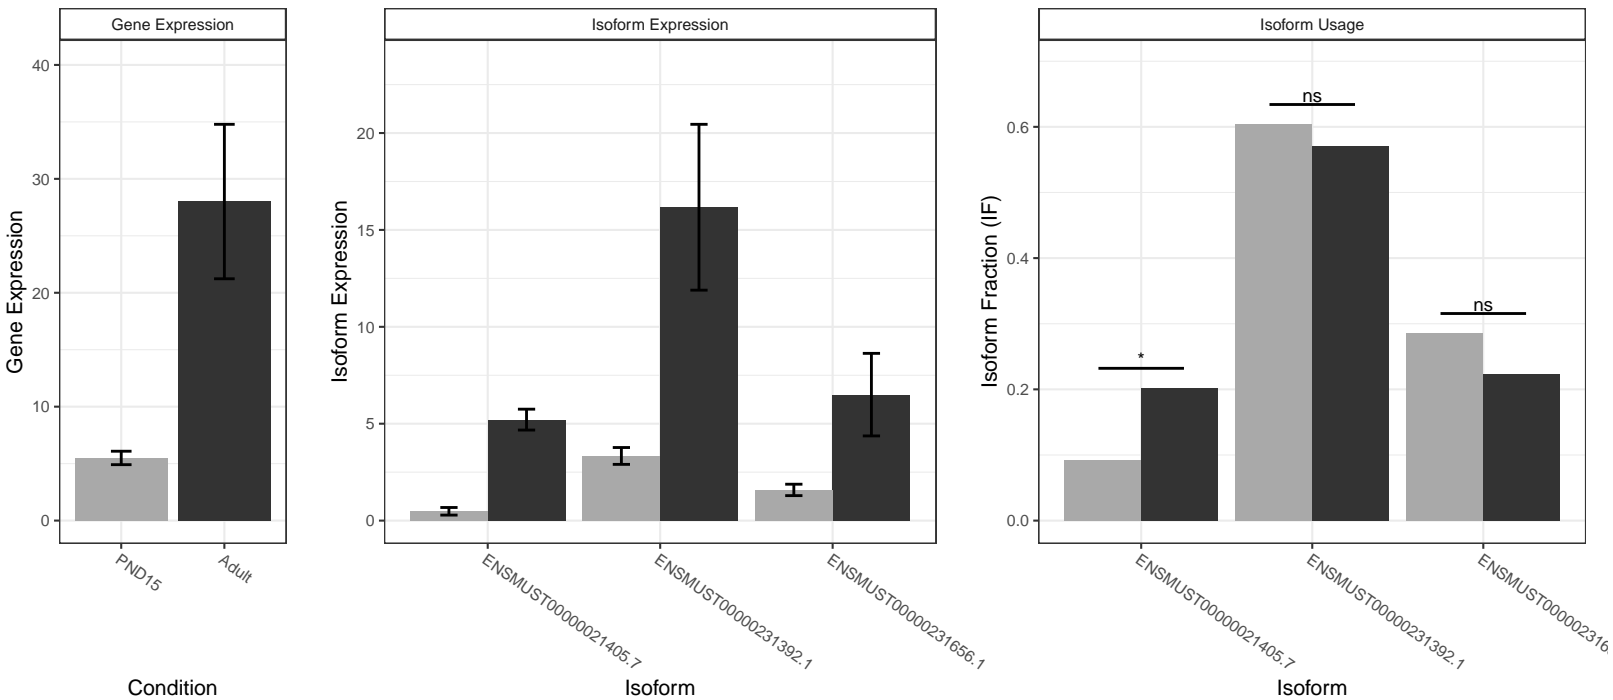 Gene Expression
Isoform Expression
Isoform Usage
Gene Expression
40
30
20
10
0
PND15
Adult
Condition
Isoform Expression
20
15
10
5
0
ENSMUST00000021405.7
ENSMUST00000231392.1
ENSMUST00000231656.1
Isoform
Isoform Fraction (IF)
0.6
0.4
0.2
0.0
*
ns
ns
ENSMUST00000021405.7
ENSMUST00000231392.1
ENSMUST000002316
Isoform